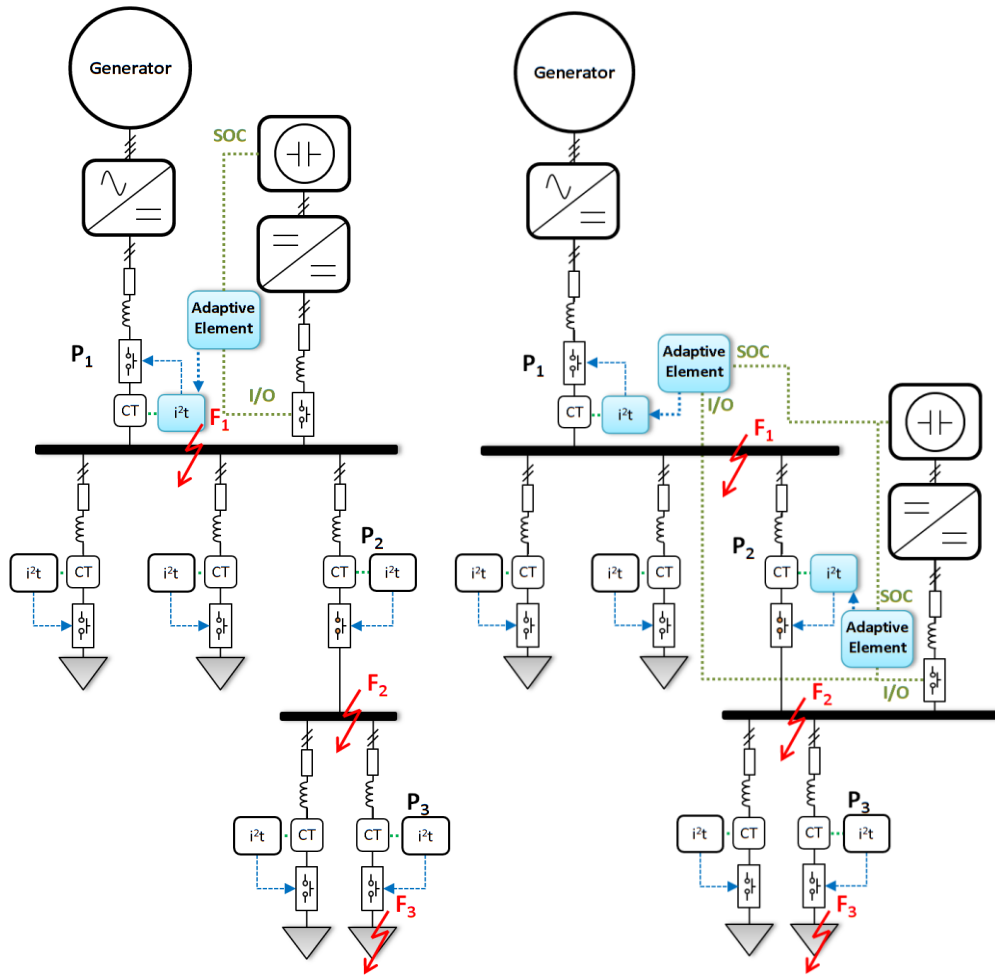 Generator
SOC
Adaptive
Element
P₁
I/O
CT
i²t
F₁
P₂
i²t
CT
i²t
CT
CT
i²t
F₂
P₃
i²t
CT
CT
i²t
F₃
Generator
Adaptive
Element
SOC
P₁
I/O
CT
i²t
F₁
P₂
i²t
CT
i²t
CT
CT
i²t
SOC
Adaptive
Element
I/O
F₂
P₃
i²t
CT
CT
i²t
F₃